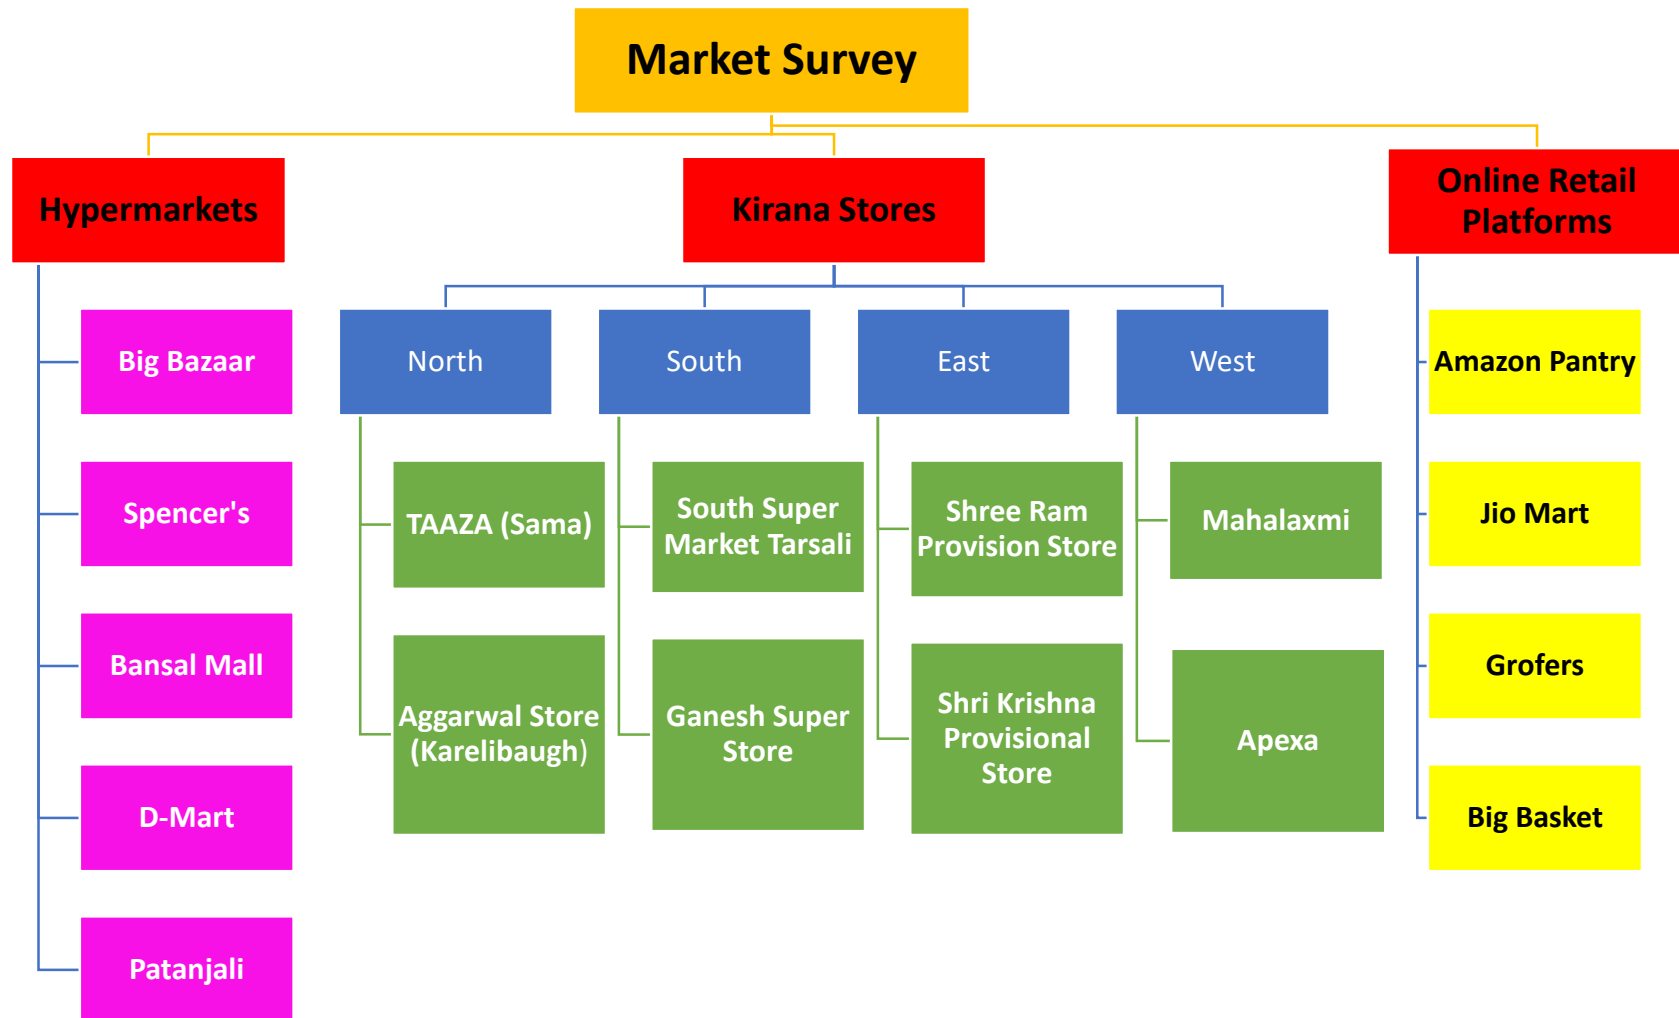 Market Survey
Hypermarkets
Kirana Stores
Online Retail
Platforms
Big Bazaar
Spencer's
Bansal Mall
D-Mart
Patanjali
North
South
East
West
TAAZA (Sama)
Aggarwal Store
(Karelibaugh)
South Super
Market Tarsali
Ganesh Super
Store
Shree Ram
Provision Store
Shri Krishna
Provisional
Store
Mahalaxmi
Apexa
Amazon Pantry
Jio Mart
Grofers
Big Basket